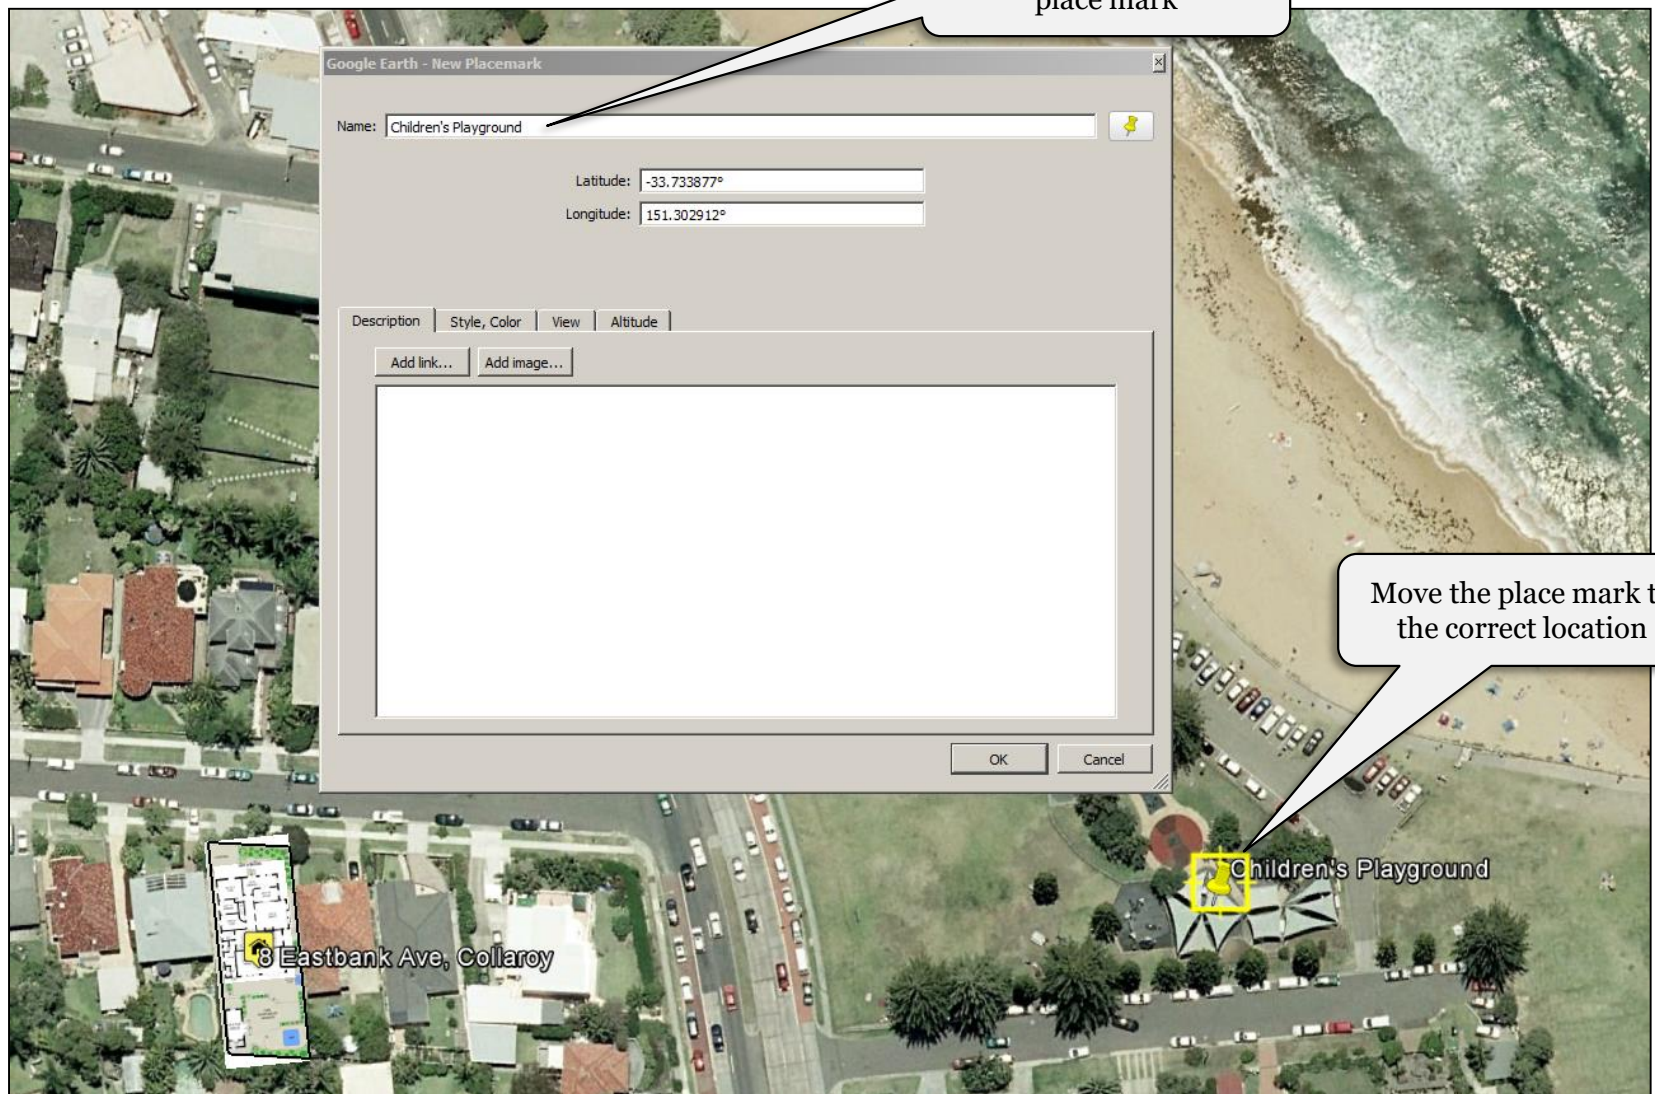 place mark
Google Earth - New Placemark
Name: Children's Playground
Latitude: -33.733877°
Longitude: 151.302912°
Description Style, Color View Altitude
Add link... Add image...
Move the place mark t
the correct location
OK Cancel
Children's Playground
8 Eastbank Ave, Collaroy